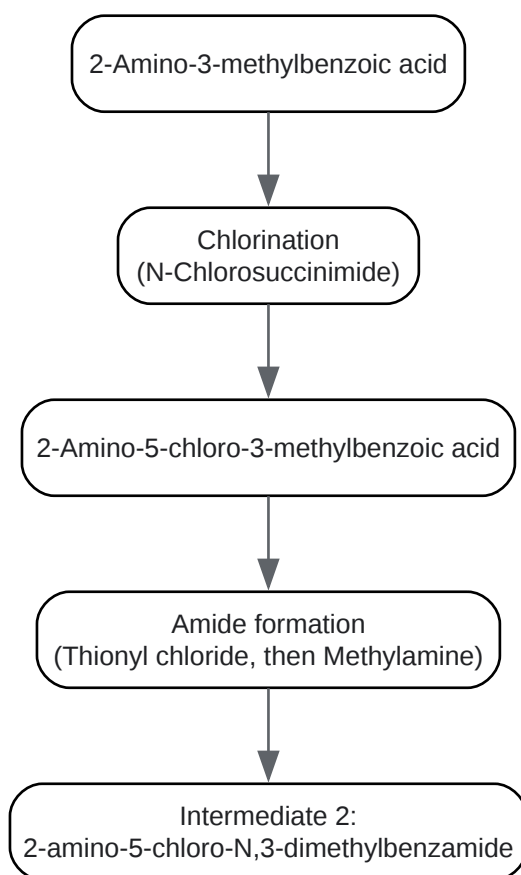 2-Amino-3-methylbenzoic acid
Chlorination
(N-Chlorosuccinimide)
2-Amino-5-chloro-3-methylbenzoic acid
Amide formation
(Thionyl chloride, then Methylamine)
Intermediate 2:
2-amino-5-chloro-N,3-dimethylbenzamide